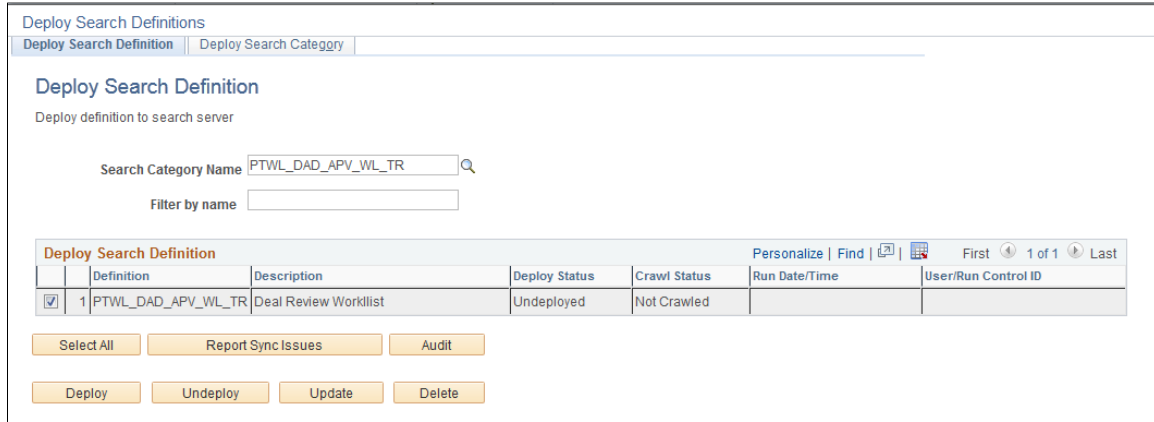 Deploy Search Definitions
Deploy Search Definition Deploy Search Category
Deploy Search Definition
Deploy definition to search server
Search Category Name PTWL_DAD_APV_WL_TR
Filter by name
Deploy Search Definition Personalize | Find | | First 1 of 1 Last
Definition Description Deploy Status Crawl Status Run Date/Time User/Run Control ID
1 PTWL_DAD_APV_WL_TR Deal Review Workllist Undeployed Not Crawled
Select All Report Sync Issues Audit
Deploy Undeploy Update Delete